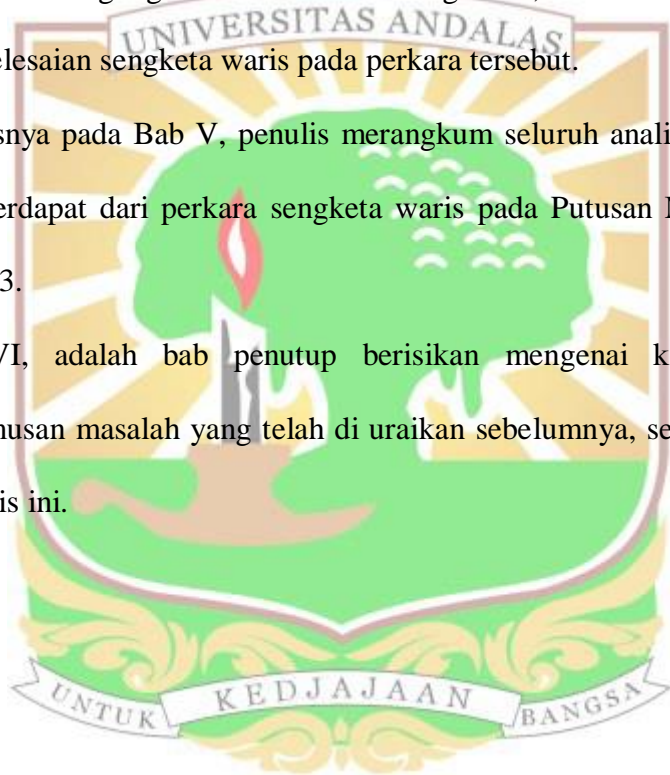 UNIVERSITAS ANDALAS
elesaian sengketa waris pada perkara tersebut.
snya pada Bab V, penulis merangkum seluruh anali
erdapat dari perkara sengketa waris pada Putusan
3.
VI, adalah bab penutup berisikan mengenai k
nusan masalah yang telah di uraikan sebelumnya, se
is ini.
UNTUK KEDJAJAAN BANGSA